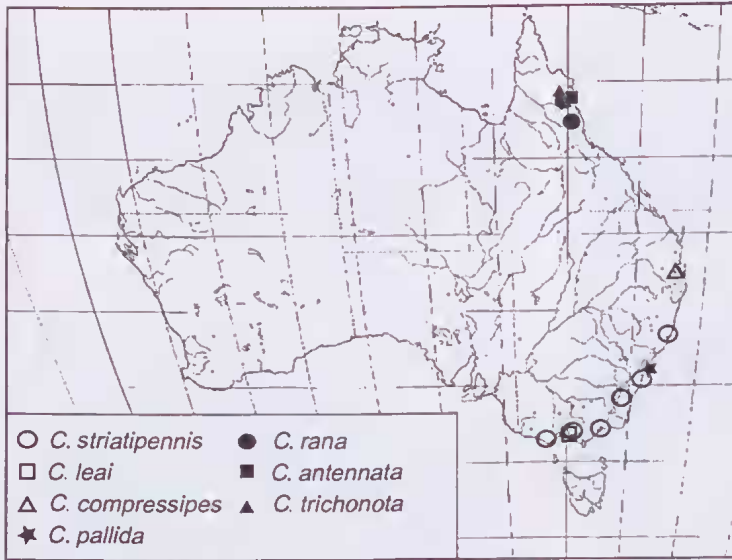 C. striatipennis
C. leai
C. compressipes
C. pallida
C. rana
C. antennata
C. trichonota